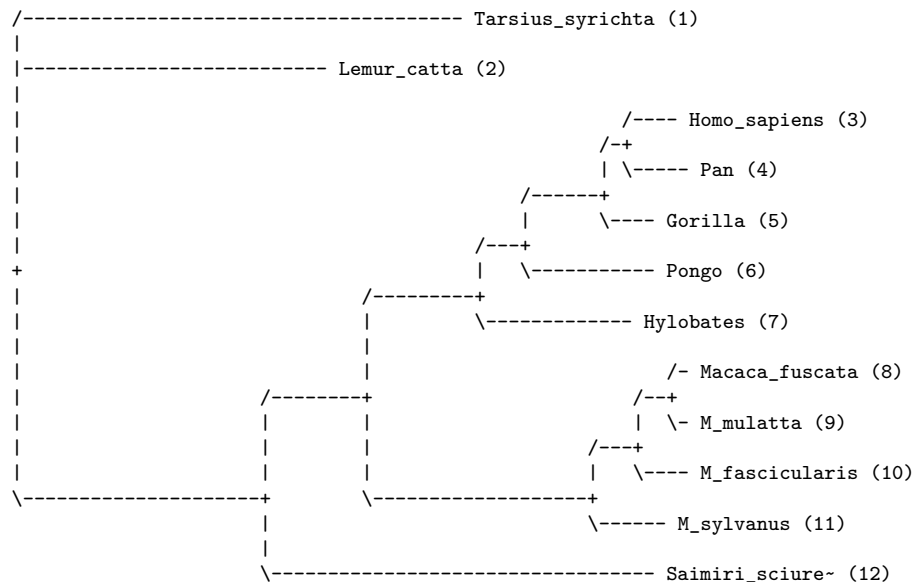 Tarsius_syrichta (1)
Lemur_catta (2)
Homo_sapiens (3)
Pan (4)
Gorilla (5)
Pongo (6)
Hylobates (7)
Macaca_fuscata (8)
M_mulatta (9)
M_fascicularis (10)
M_sylvanus (11)
Saimiri_sciure~ (12)